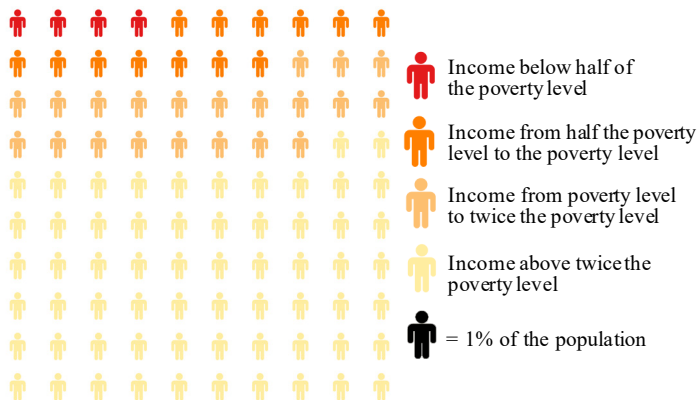 Income below half of
the poverty level
Income from half the poverty
level to the poverty level
Income from poverty level
to twice the poverty level
Income above twice the
poverty level
= 1% of the population